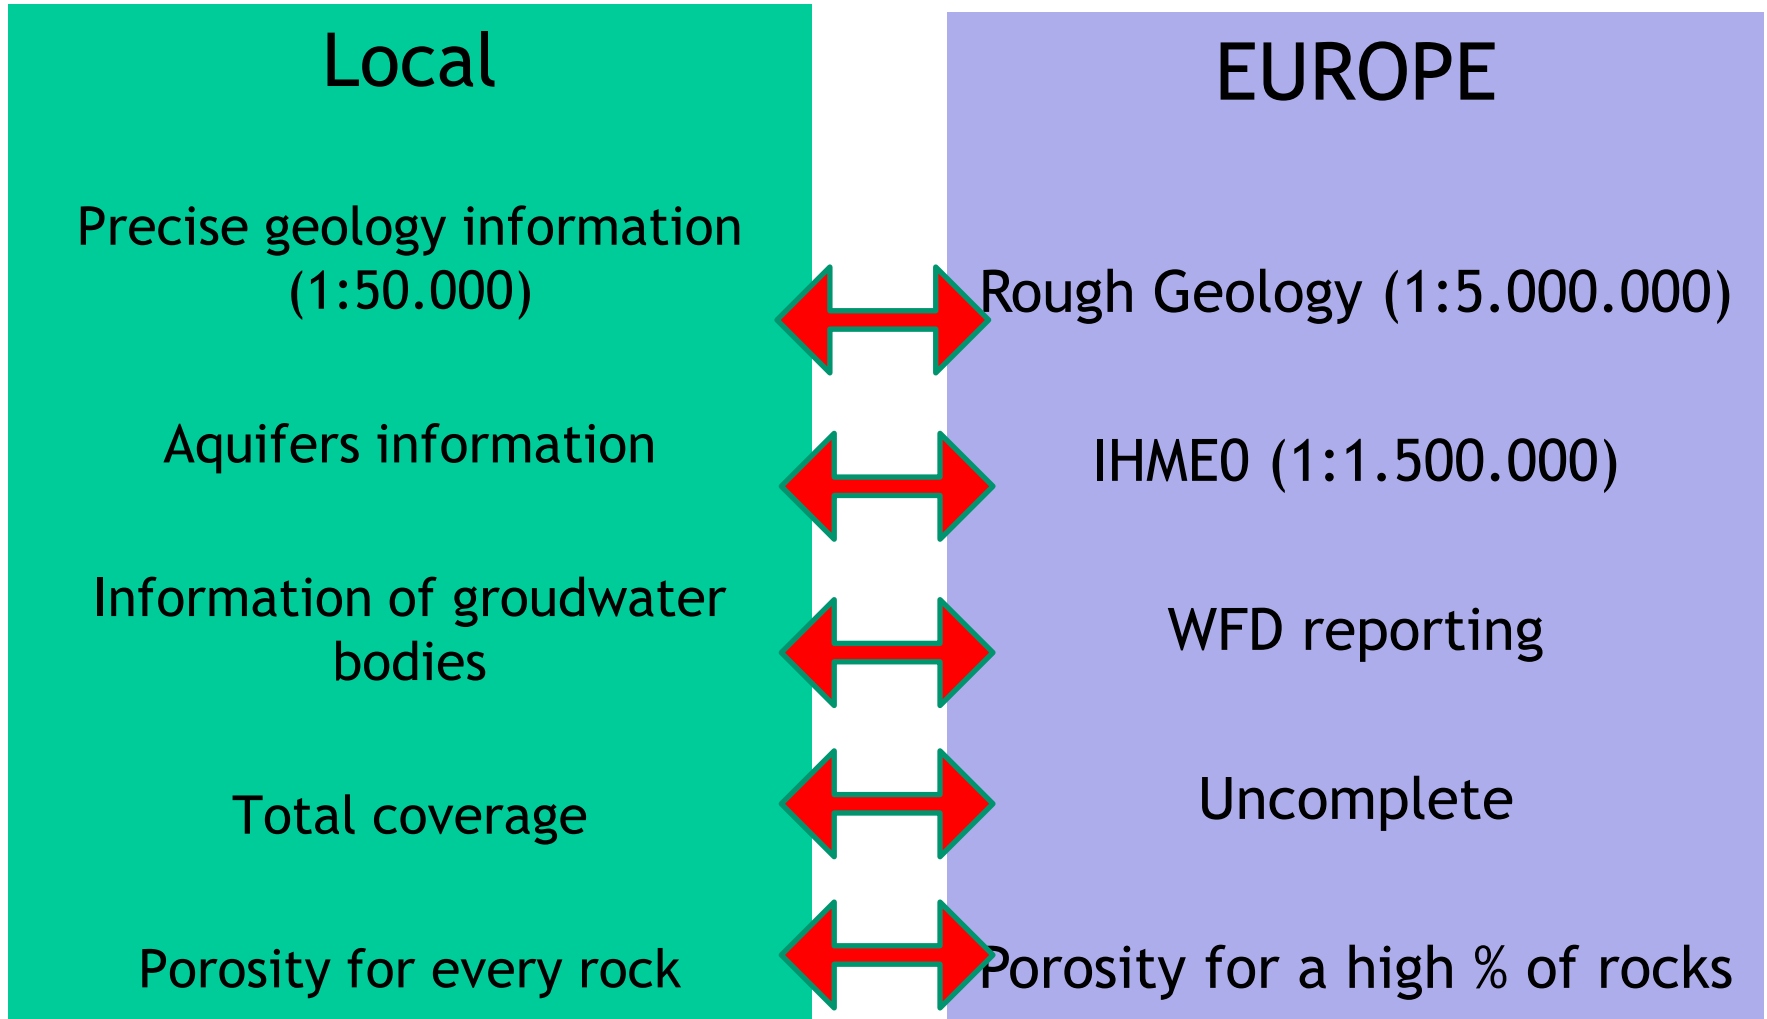 Local
Precise geology information
(1:50.000)
Aquifers information
Information of groudwater
bodies
Total coverage
Porosity for every rock
EUROPE
Rough Geology (1:5.000.000)
IHME0 (1:1.500.000)
WFD reporting
Uncomplete
Porosity for a high % of rocks